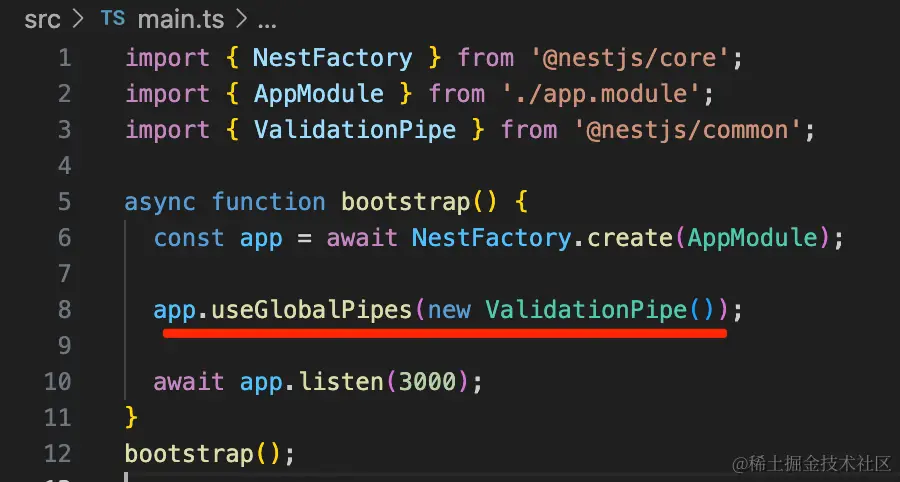 src > TS main.ts > ...
1 import { NestFactory } from '@nestjs/core';
2 import { AppModule } from './app.module';
3 import { ValidationPipe } from '@nestjs/common';
4
5 async function bootstrap() {
6   const app = await NestFactory.create(AppModule);
7
8   app.useGlobalPipes(new ValidationPipe());
9
10   await app.listen(3000);
11 }
12 bootstrap();
@稀土掘金技术社区